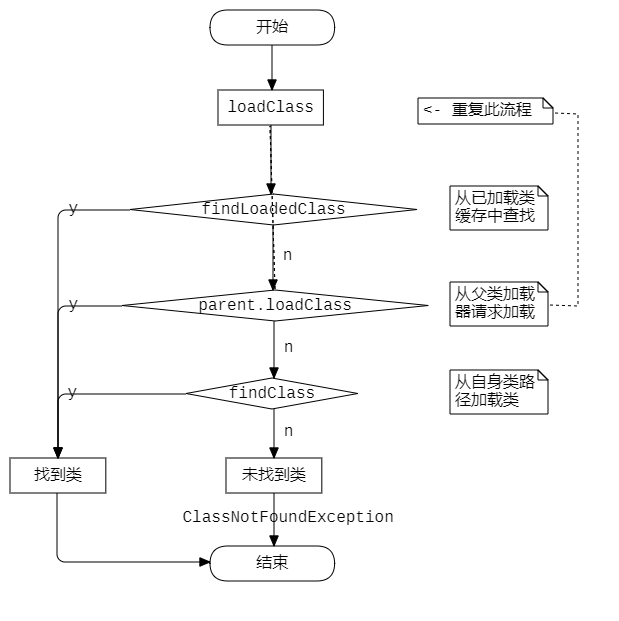 开始
loadClass
<- 重复此流程
findLoadedClass
y
从已加载类
缓存中查找
n
parent.loadClass
y
从父类加载
器请求加载
n
findClass
y
从自身类路
径加载类
n
找到类
未找到类
ClassNotFoundException
结束